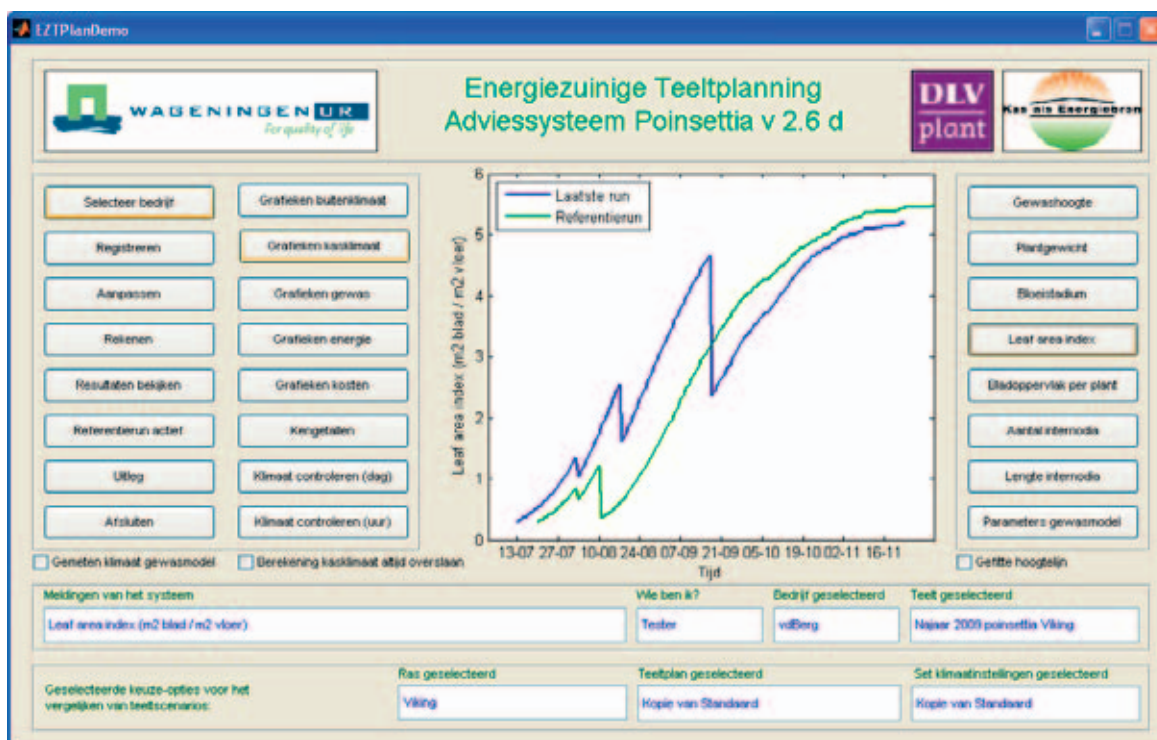 EZTPlanDemo
WAGENINGEN UR
For quality of life
Energiezuinige Teeltplanning
Adviessysteem Poinsettia v 2.6 d
DLV
plant
Kas als Energiebron
Selecteer bedrijf
Registreren
Aanpassen
Rekenen
Resultaten bekijken
Referentierun actief
Uitleg
Afsluiten
Grafieken buitenklimaat
Grafieken kasklimaat
Grafieken gewas
Grafieken energie
Grafieken kosten
Kengetallen
Klimaat controleren (dag)
Klimaat controleren (uur)
Gemeten klimaat gewasmodel
Berekening kasklimaat altijd overslaan
Leaf area index (m2 blad / m2 vloer)
6
5
4
3
2
1
0
Laatste run
Referentierun
13-07 27-07 10-08 24-08 07-09 21-09 05-10 19-10 02-11 16-11
Tijd
Gewashoogte
Plantgewicht
Bloeistadium
Leaf area index
Bladoppervlak per plant
Aantal internodia
Lengte internodia
Parameters gewasmodel
Gefitte hoogtelijn
Meldingen van het systeem
Leaf area index (m2 blad / m2 vloer)
Wie ben ik?
Tester
Bedrijf geselecteerd
vdBerg
Teelt geselecteerd
Najaar 2009 poinsettia Viking
Geselecteerde keuze-opties voor het
vergelijken van teeltscenarios:
Ras geselecteerd
Viking
Teeltplan geselecteerd
Kopie van Standaard
Set klimaatinstellingen geselecteerd
Kopie van Standaard